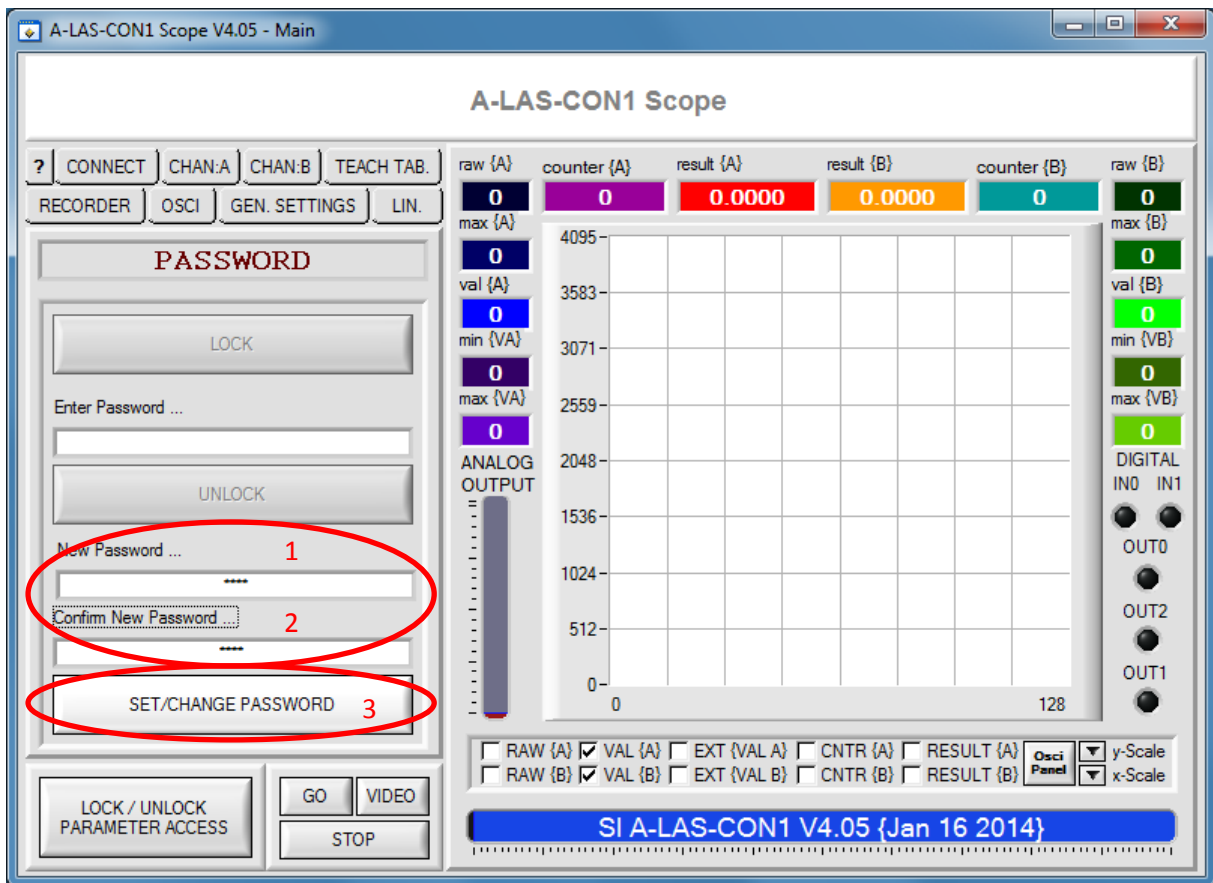 A-LAS-CON1 Scope V4.05 - Main
A-LAS-CON1 Scope
? CONNECT CHAN:A CHAN:B TEACH TAB.
RECORDER OSCI GEN. SETTINGS LIN.
PASSWORD
LOCK
Enter Password ...
UNLOCK
New Password ... 1
****
Confirm New Password ... 2
****
SET/CHANGE PASSWORD 3
LOCK / UNLOCK
PARAMETER ACCESS
GO VIDEO
STOP
raw {A} counter {A} result {A} result {B} counter {B} raw {B}
0 0 0.0000 0.0000 0 0
max {A}
0
val {A}
0
min {VA}
0
max {VA}
0
ANALOG
OUTPUT
4095
3583
3071
2559
2048
1536
1024
512
0
0 128
max {B}
0
val {B}
0
min {VB}
0
max {VB}
0
DIGITAL
IN0 IN1
OUT0
OUT2
OUT1
RAW {A} VAL {A} EXT {VAL A} CNTR {A} RESULT {A}
RAW {B} VAL {B} EXT {VAL B} CNTR {B} RESULT {B}
Osci
Panel
y-Scale
x-Scale
SI A-LAS-CON1 V4.05 {Jan 16 2014}